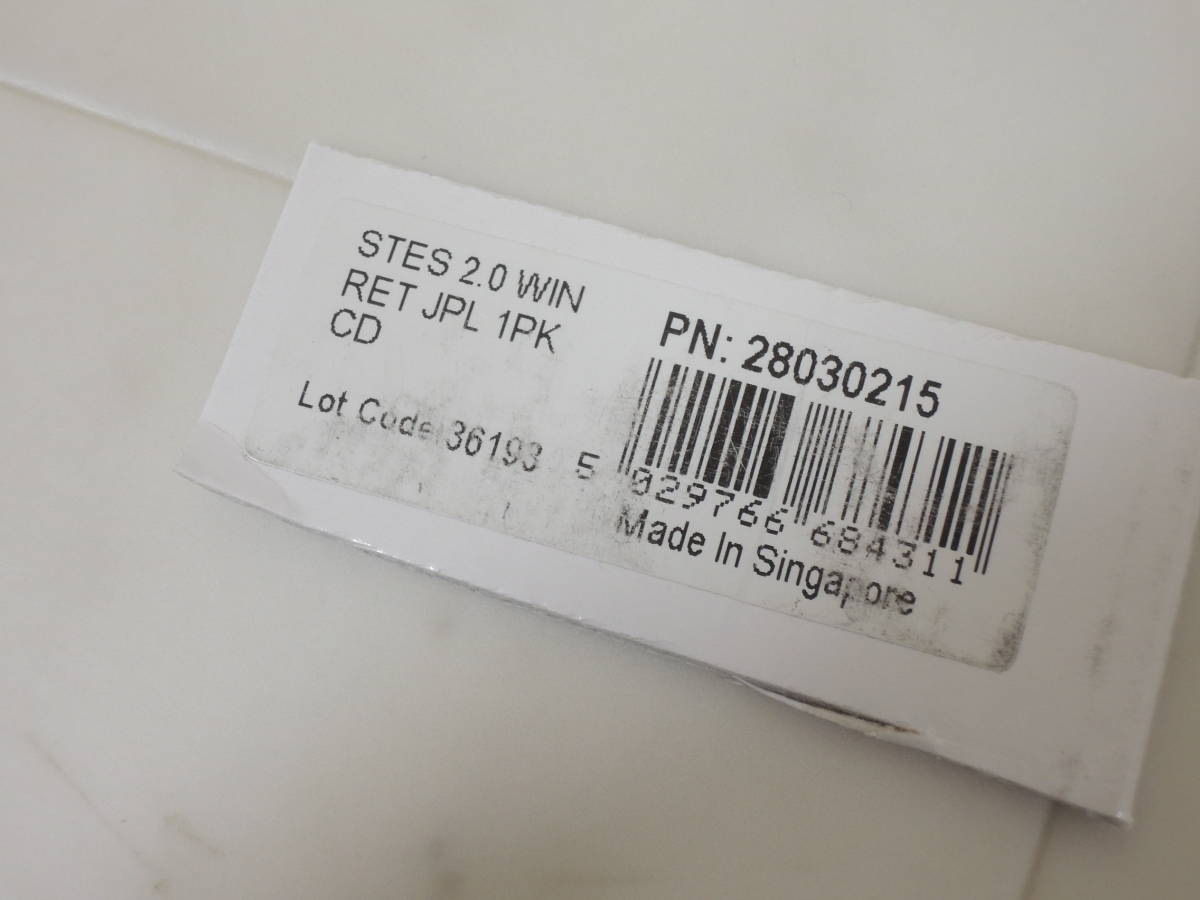 STES 2.0 WIN
RET JPL 1PK
CD
Lot Code 36193
PN: 28030215
5 029766 684311
Made In Singapore